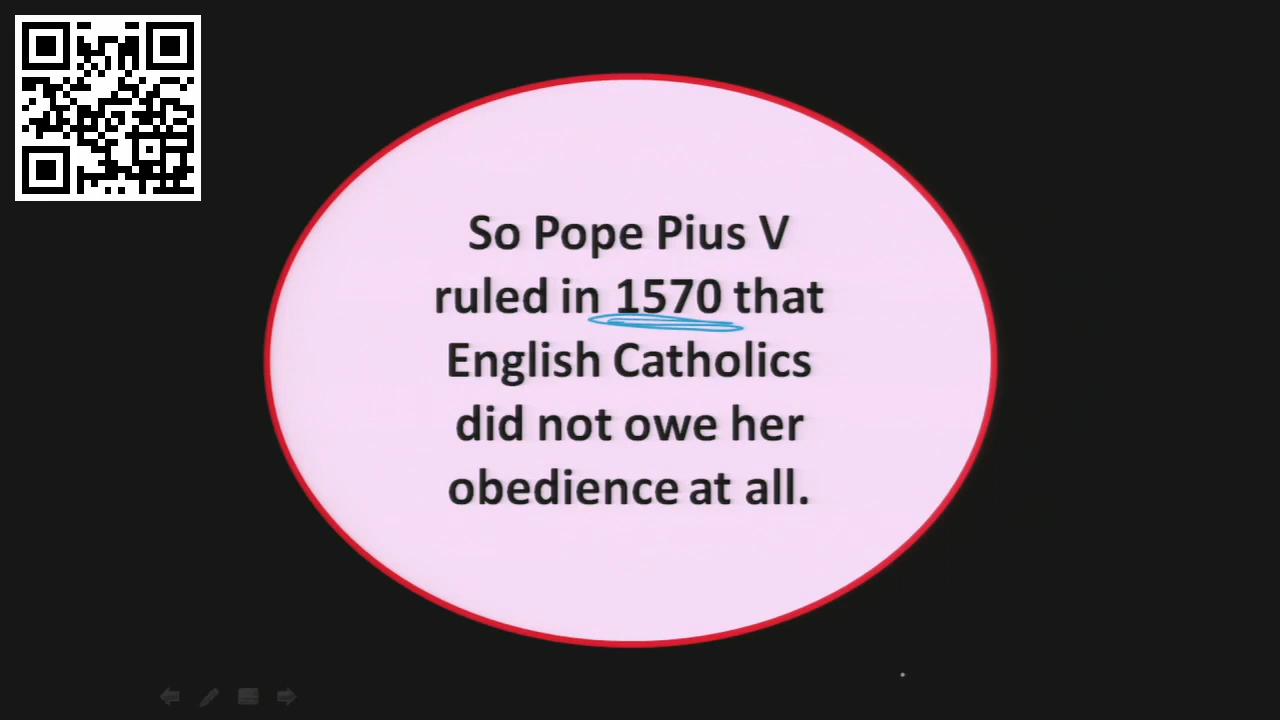 So Pope Pius V
ruled in 1570 that
English Catholics
did not owe her
obedience at all.